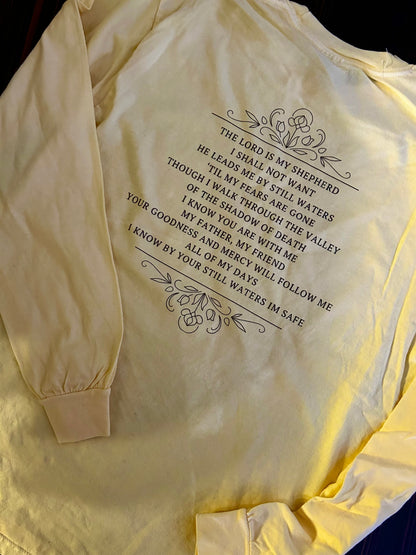 THE LORD IS MY SHEPHERD
I SHALL NOT WANT
HE LEADS ME BY STILL WATERS
'TIL MY FEARS ARE GONE
THOUGH I WALK THROUGH THE VALLEY
OF THE SHADOW OF DEATH
I KNOW YOU ARE WITH ME
MY FATHER, MY FRIEND
YOUR GOODNESS AND MERCY WILL FOLLOW ME
ALL OF MY DAYS
I KNOW BY YOUR STILL WATERS IM SAFE